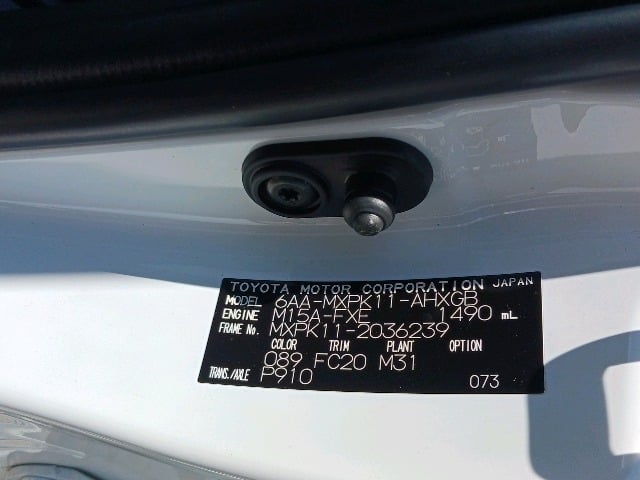 TOYOTA MOTOR CORPORATION JAPAN
MODEL 6AA-MXPK11-AHXGB
ENGINE M15A-FXE 1490 mL
FRAME NO. MXPK11-2036239
COLOR TRIM PLANT OPTION
089 FC20 M31
TRANS./AXLE P910 073